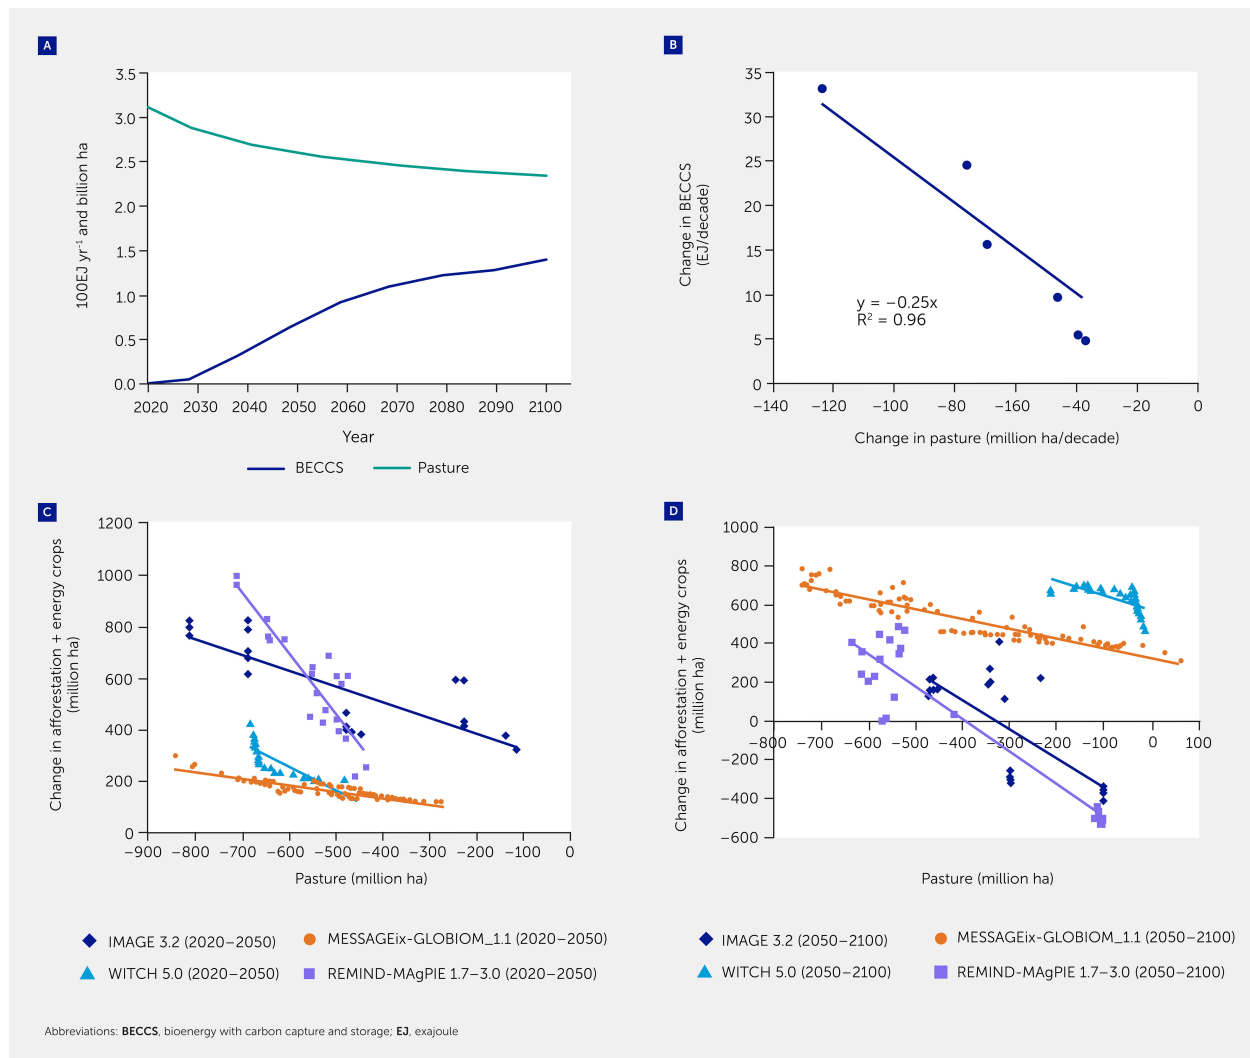 A
3.5
3.0
2.5
2.0
1.5
1.0
0.5
0.0
100EJ yr-1 and billion ha
2020 2030 2040 2050 2060 2070 2080 2090 2100
Year
BECCS Pasture
B
35
30
25
20
15
10
5
0
Change in BECCS
(EJ/decade)
y = −0.25x
R2 = 0.96
−140 −120 −100 −80 −160 −40 −20 0
Change in pasture (million ha/decade)
C
1200
1000
800
600
400
200
0
Change in afforestation + energy crops
(million ha)
−900 −800 −700 −600 −500 −400 −300 −200 −100 0
Pasture (million ha)
IMAGE 3.2 (2020−2050) MESSAGEix-GLOBIOM_1.1 (2020−2050)
WITCH 5.0 (2020−2050) REMIND-MAgPIE 1.7−3.0 (2020−2050)
D
1000
800
600
400
200
0
−200
−400
−600
Change in afforestation + energy crops
(million ha)
−800 −700 −600 −500 −400 −300 −200 −100 0 100
Pasture (million ha)
IMAGE 3.2 (2050−2100) MESSAGEix-GLOBIOM_1.1 (2050−2100)
WITCH 5.0 (2050−2100) REMIND-MAgPIE 1.7−3.0 (2050−2100)
Abbreviations: BECCS, bioenergy with carbon capture and storage; EJ, exajoule